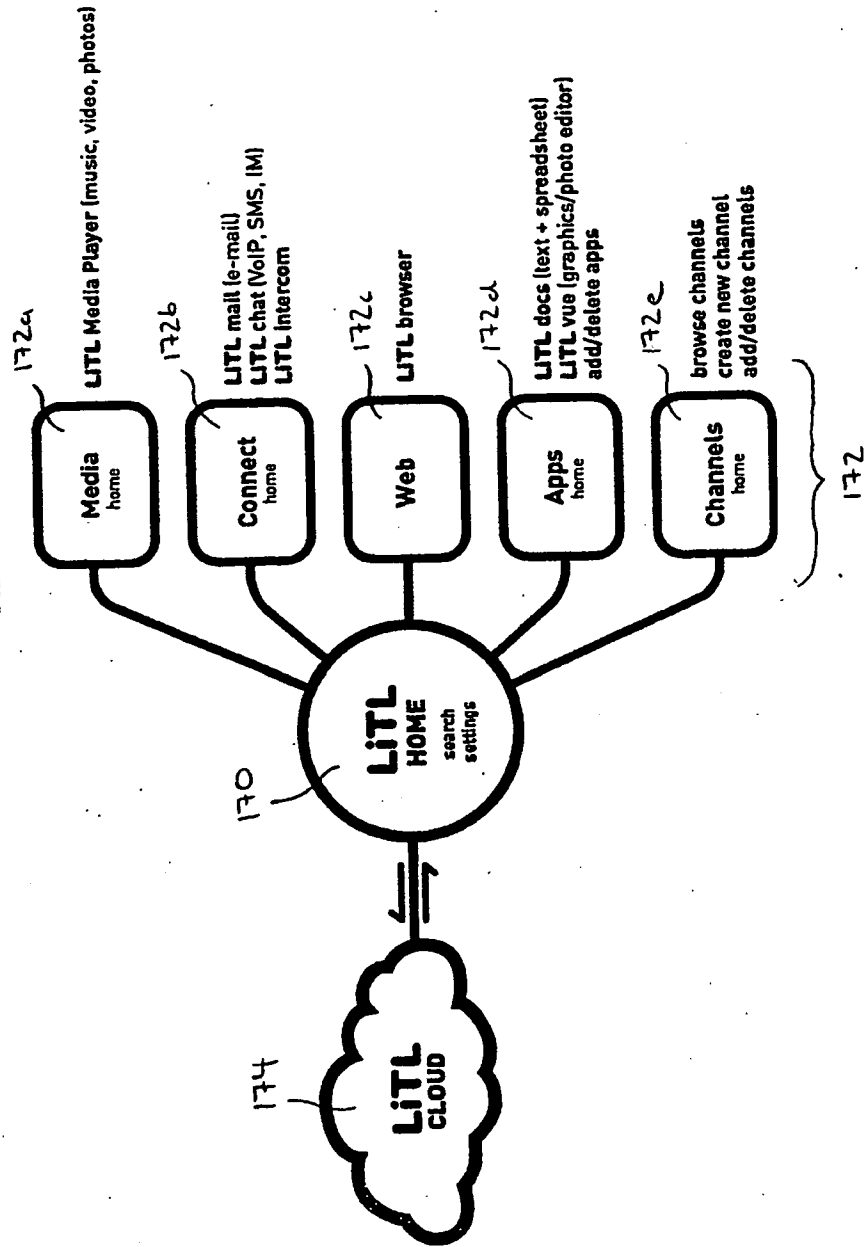 174
LiTL
CLOUD
170
LiTL
HOME
search
settings
172a
Media
home
LiTL Media Player (music, video, photos)
172b
Connect
home
LiTL mail (e-mail)
LiTL chat (VoIP, SMS, IM)
LiTL Intercom
172c
Web
LiTL browser
172d
Apps
home
LiTL docs (text + spreadsheet)
LiTL vue (graphics/photo editor)
add/delete apps
172e
Channels
home
browse channels
create new channel
add/delete channels
172